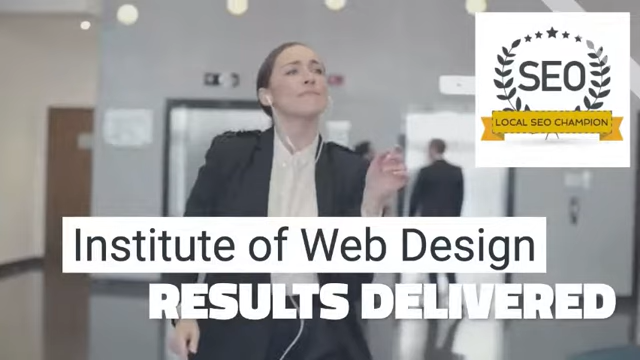 SEO
LOCAL SEO CHAMPION
Institute of Web Design
RESULTS DELIVERED